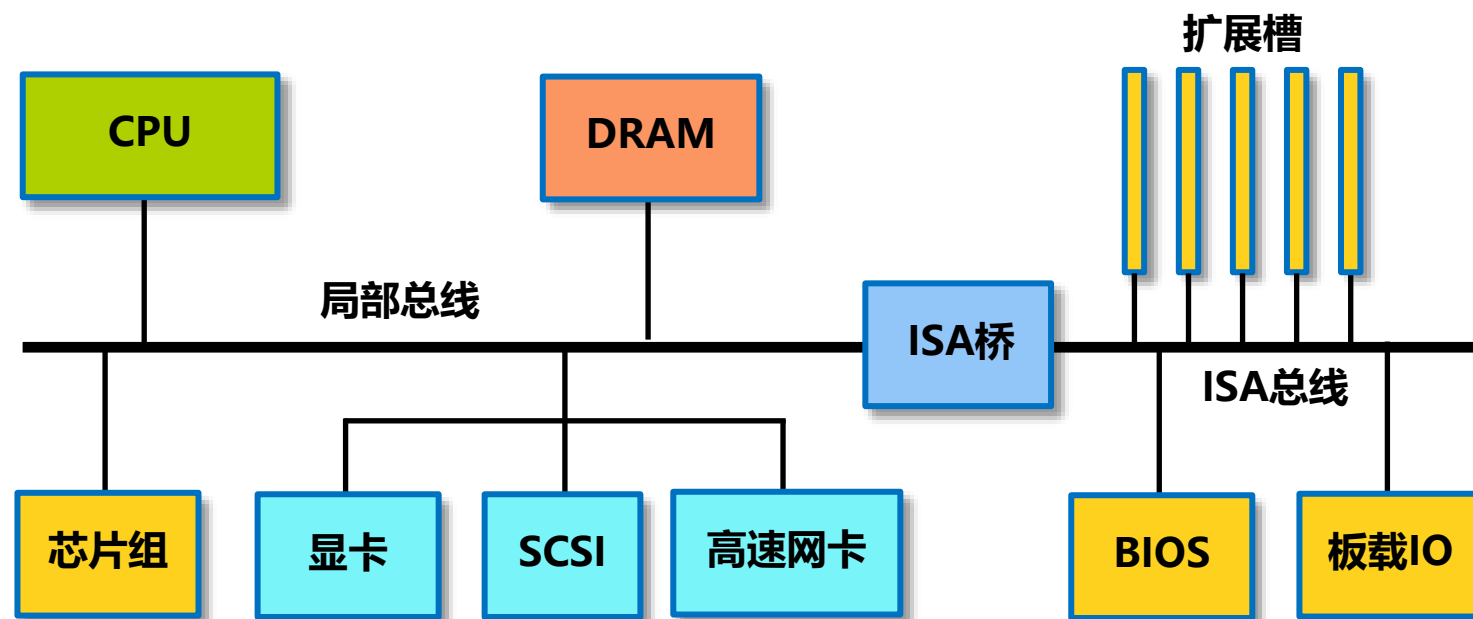 扩展槽
CPU
DRAM
局部总线
ISA桥
ISA总线
芯片组
显卡
SCSI
高速网卡
BIOS
板载IO